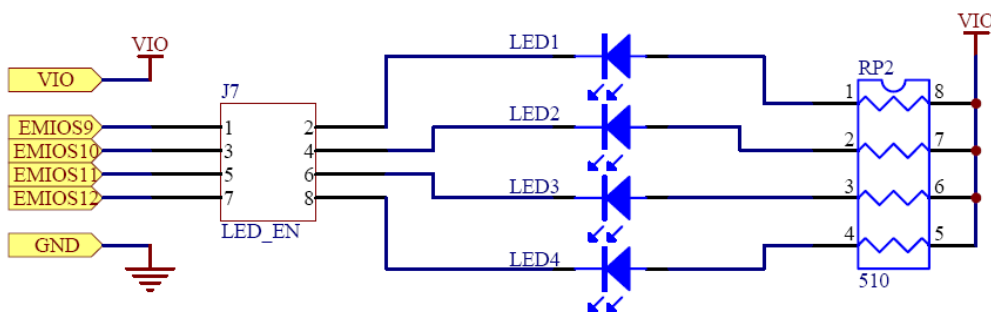 VIO
VIO
VIO
EMIOS9
EMIOS10
EMIOS11
EMIOS12
GND
J7
1 2
3 4
5 6
7 8
LED_EN
LED1
LED2
LED3
LED4
RP2
1 8
2 7
3 6
4 5
510